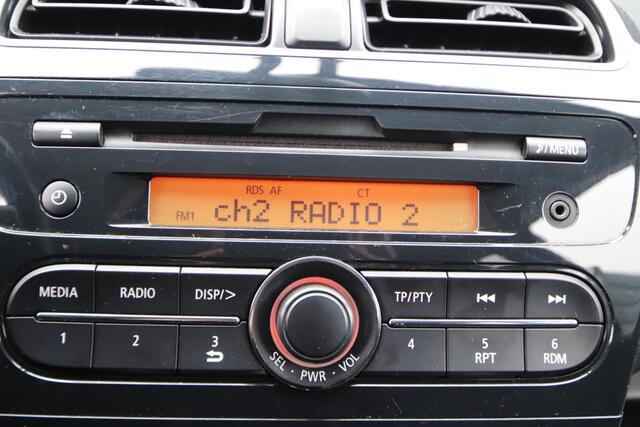 ♪/MENU
RDS AF CT
FM1 ch2 RADIO 2
MEDIA RADIO DISP/> TP/PTY
1 2 3 4 5 6
RPT RDM
SEL · PWR · VOL